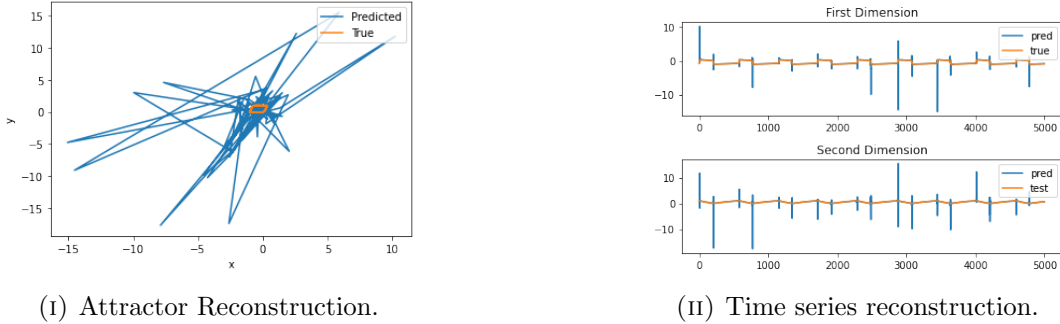 15
10
5
0
−5
−10
−15
y
−15
−10
−5
0
5
10
x
Predicted
True
(I) Attractor Reconstruction.
First Dimension
10
0
−10
pred
true
0
1000
2000
3000
4000
5000
Second Dimension
10
0
−10
pred
test
0
1000
2000
3000
4000
5000
(II) Time series reconstruction.